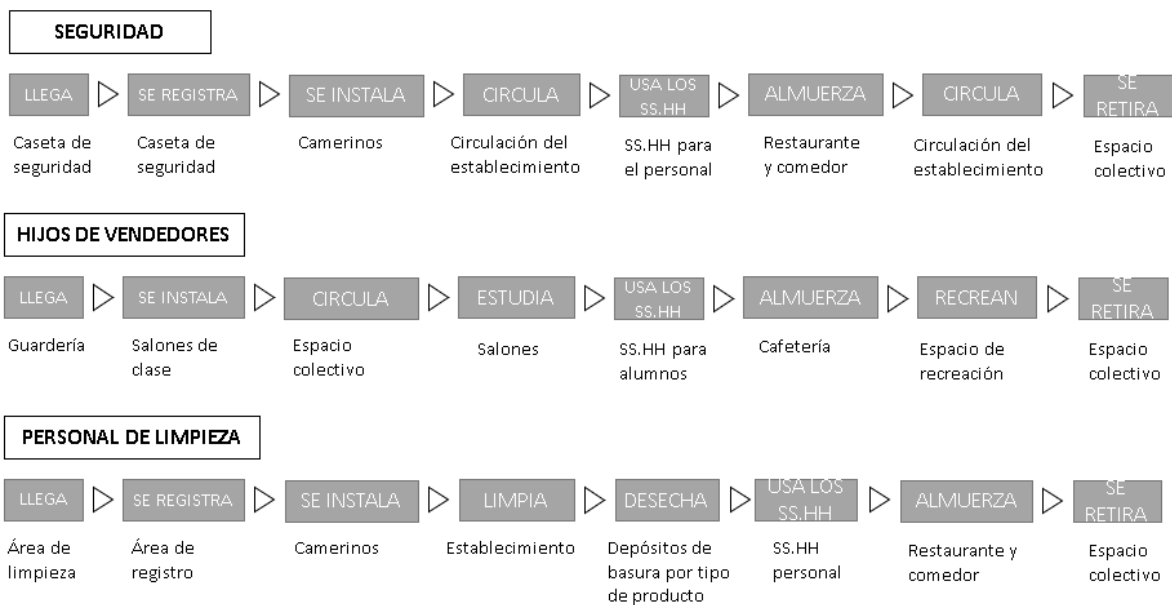 SEGURIDAD
LLEGA
SE REGISTRA
SE INSTALA
CIRCULA
USA LOS
SS.HH
ALMUERZA
CIRCULA
SE
RETIRA
Caseta de
seguridad
Caseta de
seguridad
Camerinos
Circulación del
establecimiento
SS.HH para
el personal
Restaurante
y comedor
Circulación del
establecimiento
Espacio
colectivo
HIJOS DE VENDEDORES
LLEGA
SE INSTALA
CIRCULA
ESTUDIA
USA LOS
SS.HH
ALMUERZA
RECREAN
SE
RETIRA
Guardería
Salones de
clase
Espacio
colectivo
Salones
SS.HH para
alumnos
Cafetería
Espacio de
recreación
Espacio
colectivo
PERSONAL DE LIMPIEZA
LLEGA
SE REGISTRA
SE INSTALA
LIMPIA
DESECHA
USA LOS
SS.HH
ALMUERZA
SE
RETIRA
Área de
limpieza
Área de
registro
Camerinos
Establecimiento
Depósitos de
basura por tipo
de producto
SS.HH
personal
Restaurante y
comedor
Espacio
colectivo